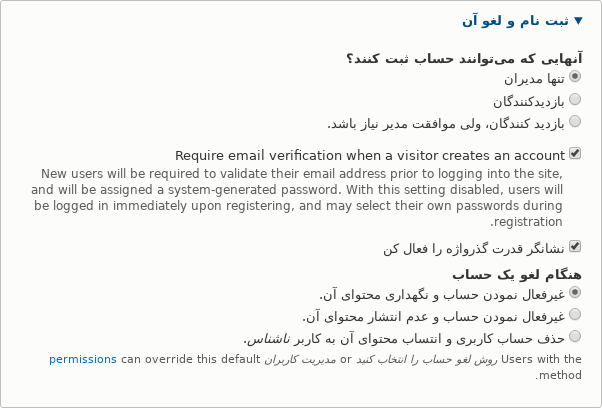 ثبت نام و لغو آن
آنهایی که می‌توانند حساب ثبت کنند؟
تنها مدیران
بازدیدکنندگان
بازدید کنندگان، ولی موافقت مدیر نیاز باشد.
Require email verification when a visitor creates an account
New users will be required to validate their email address prior to logging into the site,
and will be assigned a system-generated password. With this setting disabled, users will
be logged in immediately upon registering, and may select their own passwords during
registration.
نشانگر قدرت گذرواژه را فعال کن
هنگام لغو یک حساب
غیرفعال نمودن حساب و نگهداری محتوای آن.
غیرفعال نمودن حساب و عدم انتشار محتوای آن.
حذف حساب کاربری و انتساب محتوای آن به کاربر ناشناس.
Users with the روش لغو حساب را انتخاب کنید or مدیریت کاربران permissions can override this default
method.